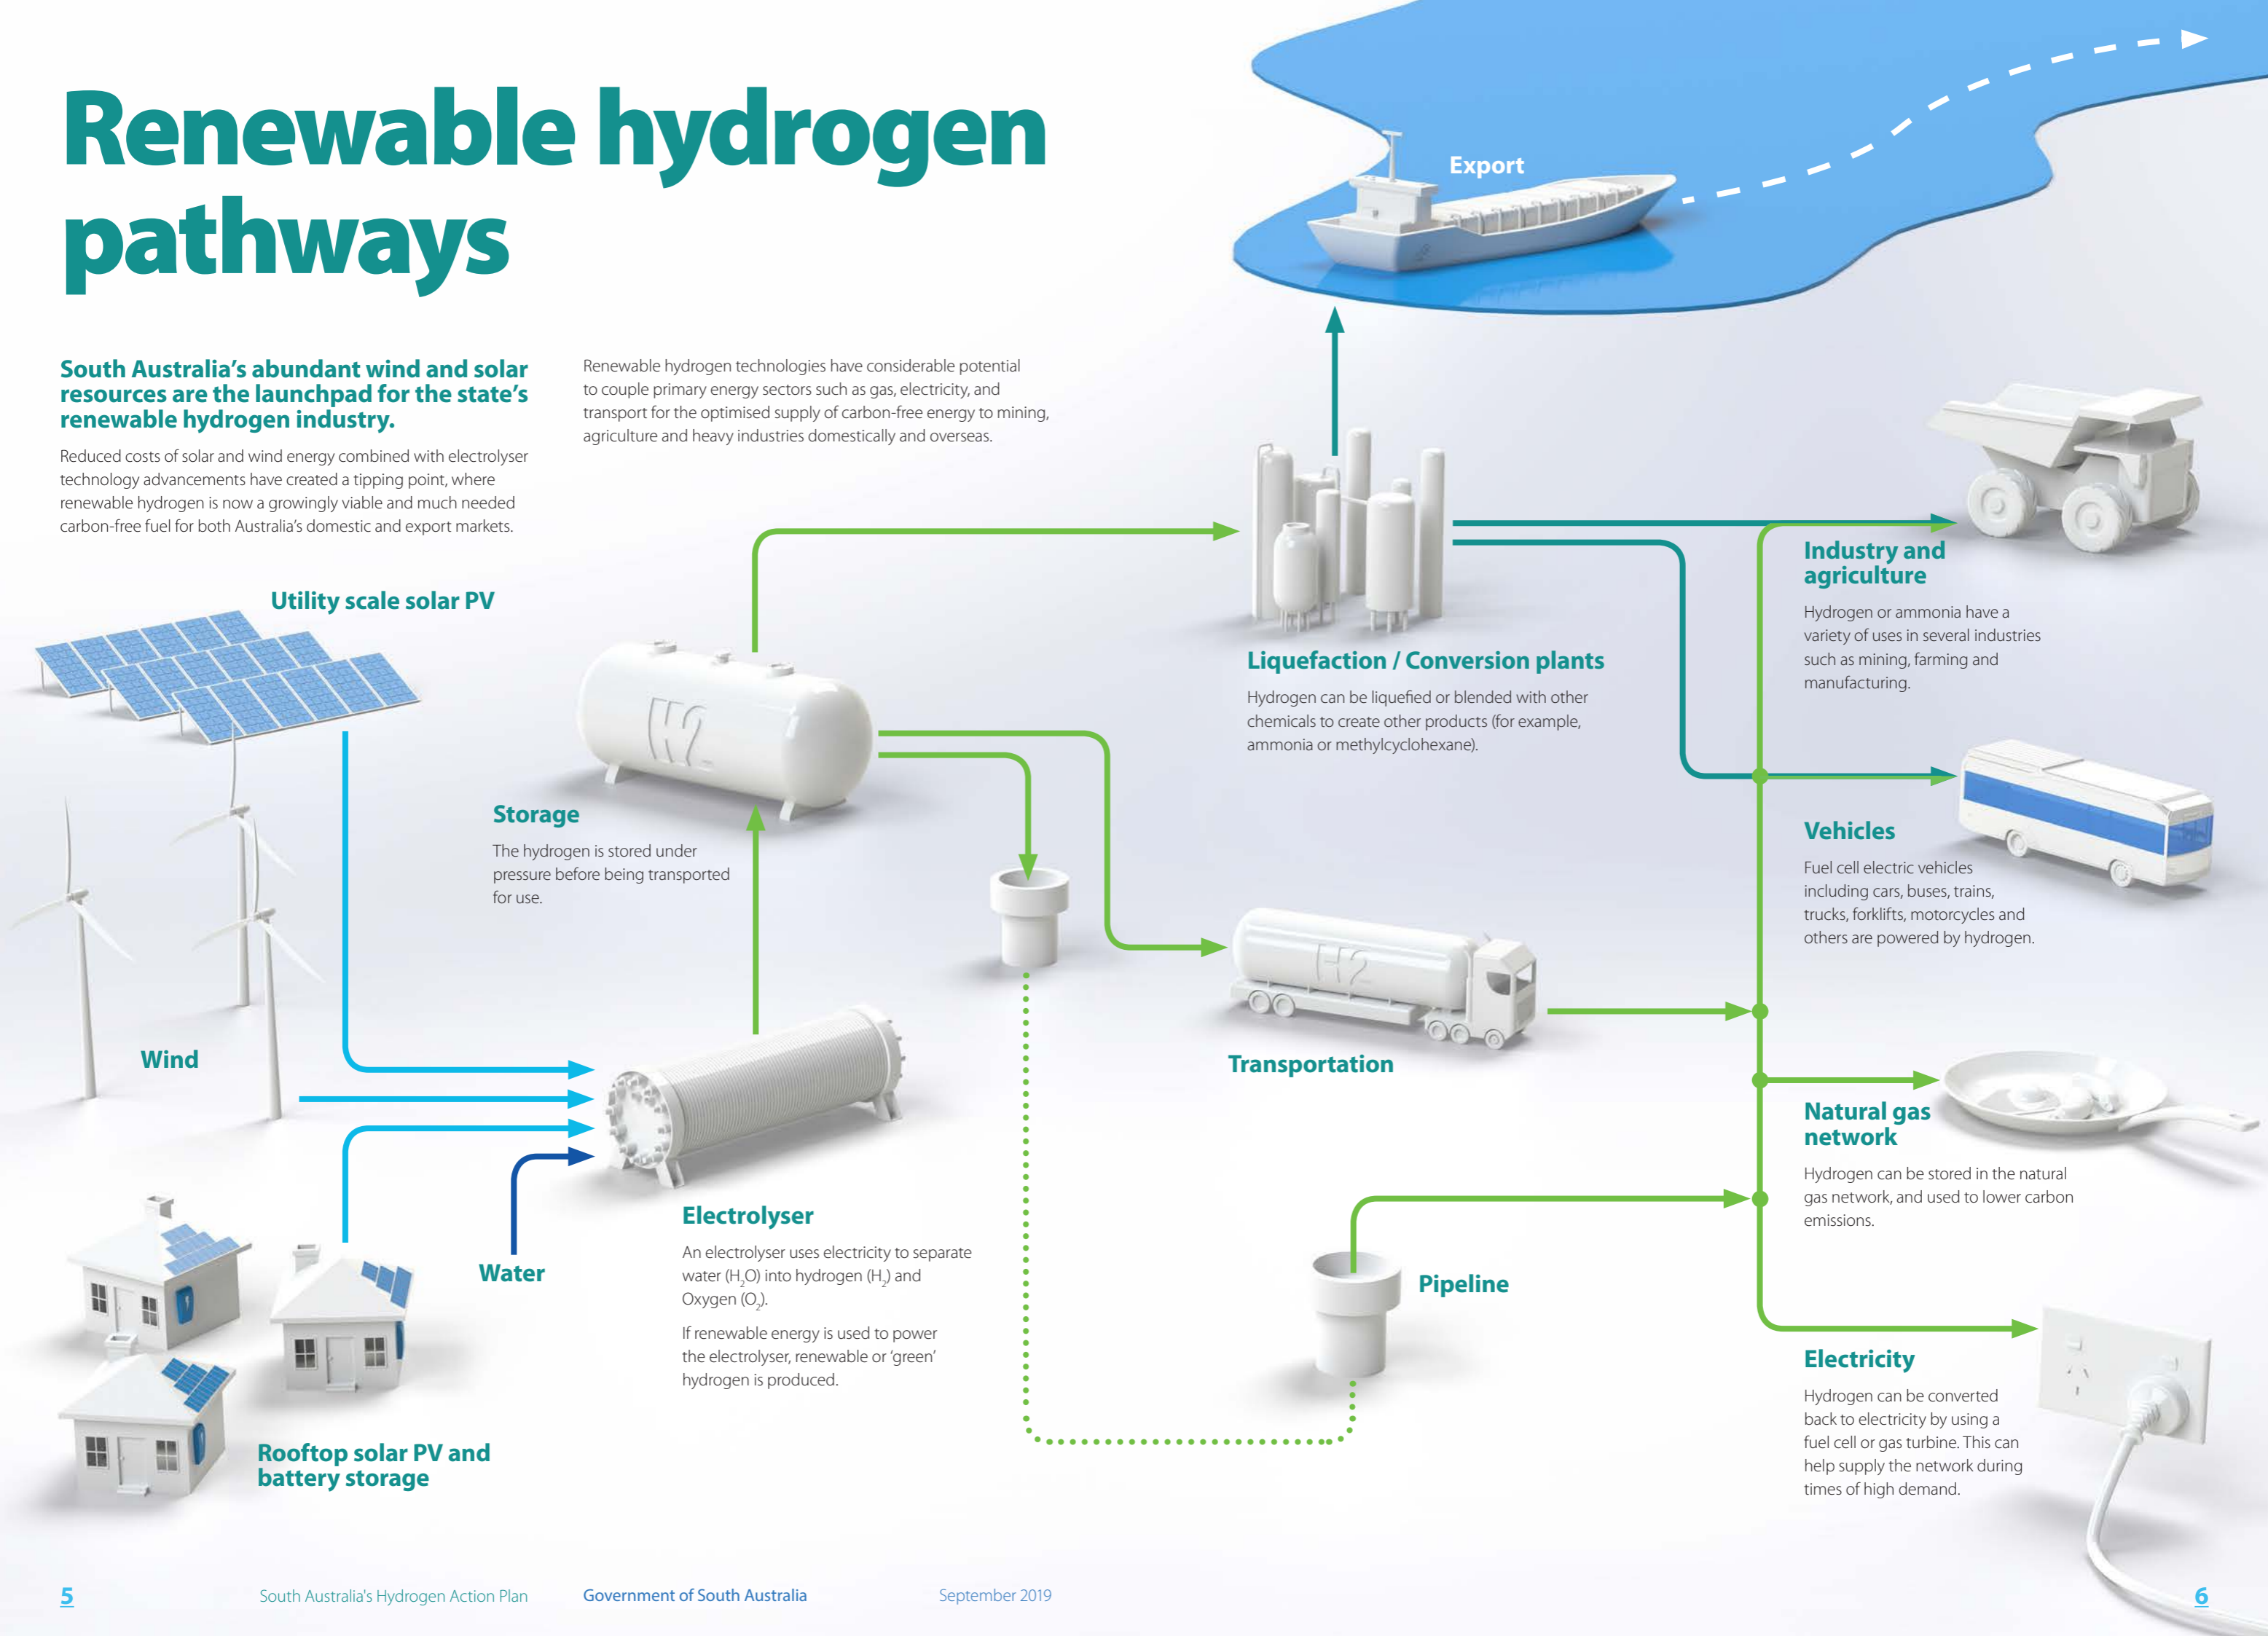 Renewable hydrogen
pathways
South Australia's abundant wind and solar
resources are the launchpad for the state's
renewable hydrogen industry.
Reduced costs of solar and wind energy combined with electrolyser
technology advancements have created a tipping point, where
renewable hydrogen is now a growingly viable and much needed
carbon-free fuel for both Australia's domestic and export markets.
Renewable hydrogen technologies have considerable potential
to couple primary energy sectors such as gas, electricity, and
transport for the optimised supply of carbon-free energy to mining,
agriculture and heavy industries domestically and overseas.
Export
Utility scale solar PV
Wind
Rooftop solar PV and
battery storage
Water
H2
Storage
The hydrogen is stored under
pressure before being transported
for use.
Electrolyser
An electrolyser uses electricity to separate
water (H₂O) into hydrogen (H₂) and
Oxygen (O₂).
If renewable energy is used to power
the electrolyser, renewable or 'green'
hydrogen is produced.
Liquefaction / Conversion plants
Hydrogen can be liquefied or blended with other
chemicals to create other products (for example,
ammonia or methylcyclohexane).
H2
Transportation
Pipeline
Industry and
agriculture
Hydrogen or ammonia have a
variety of uses in several industries
such as mining, farming and
manufacturing.
Vehicles
Fuel cell electric vehicles
including cars, buses, trains,
trucks, forklifts, motorcycles and
others are powered by hydrogen.
Natural gas
network
Hydrogen can be stored in the natural
gas network, and used to lower carbon
emissions.
Electricity
Hydrogen can be converted
back to electricity by using a
fuel cell or gas turbine. This can
help supply the network during
times of high demand.
5
South Australia's Hydrogen Action Plan
Government of South Australia
September 2019
6